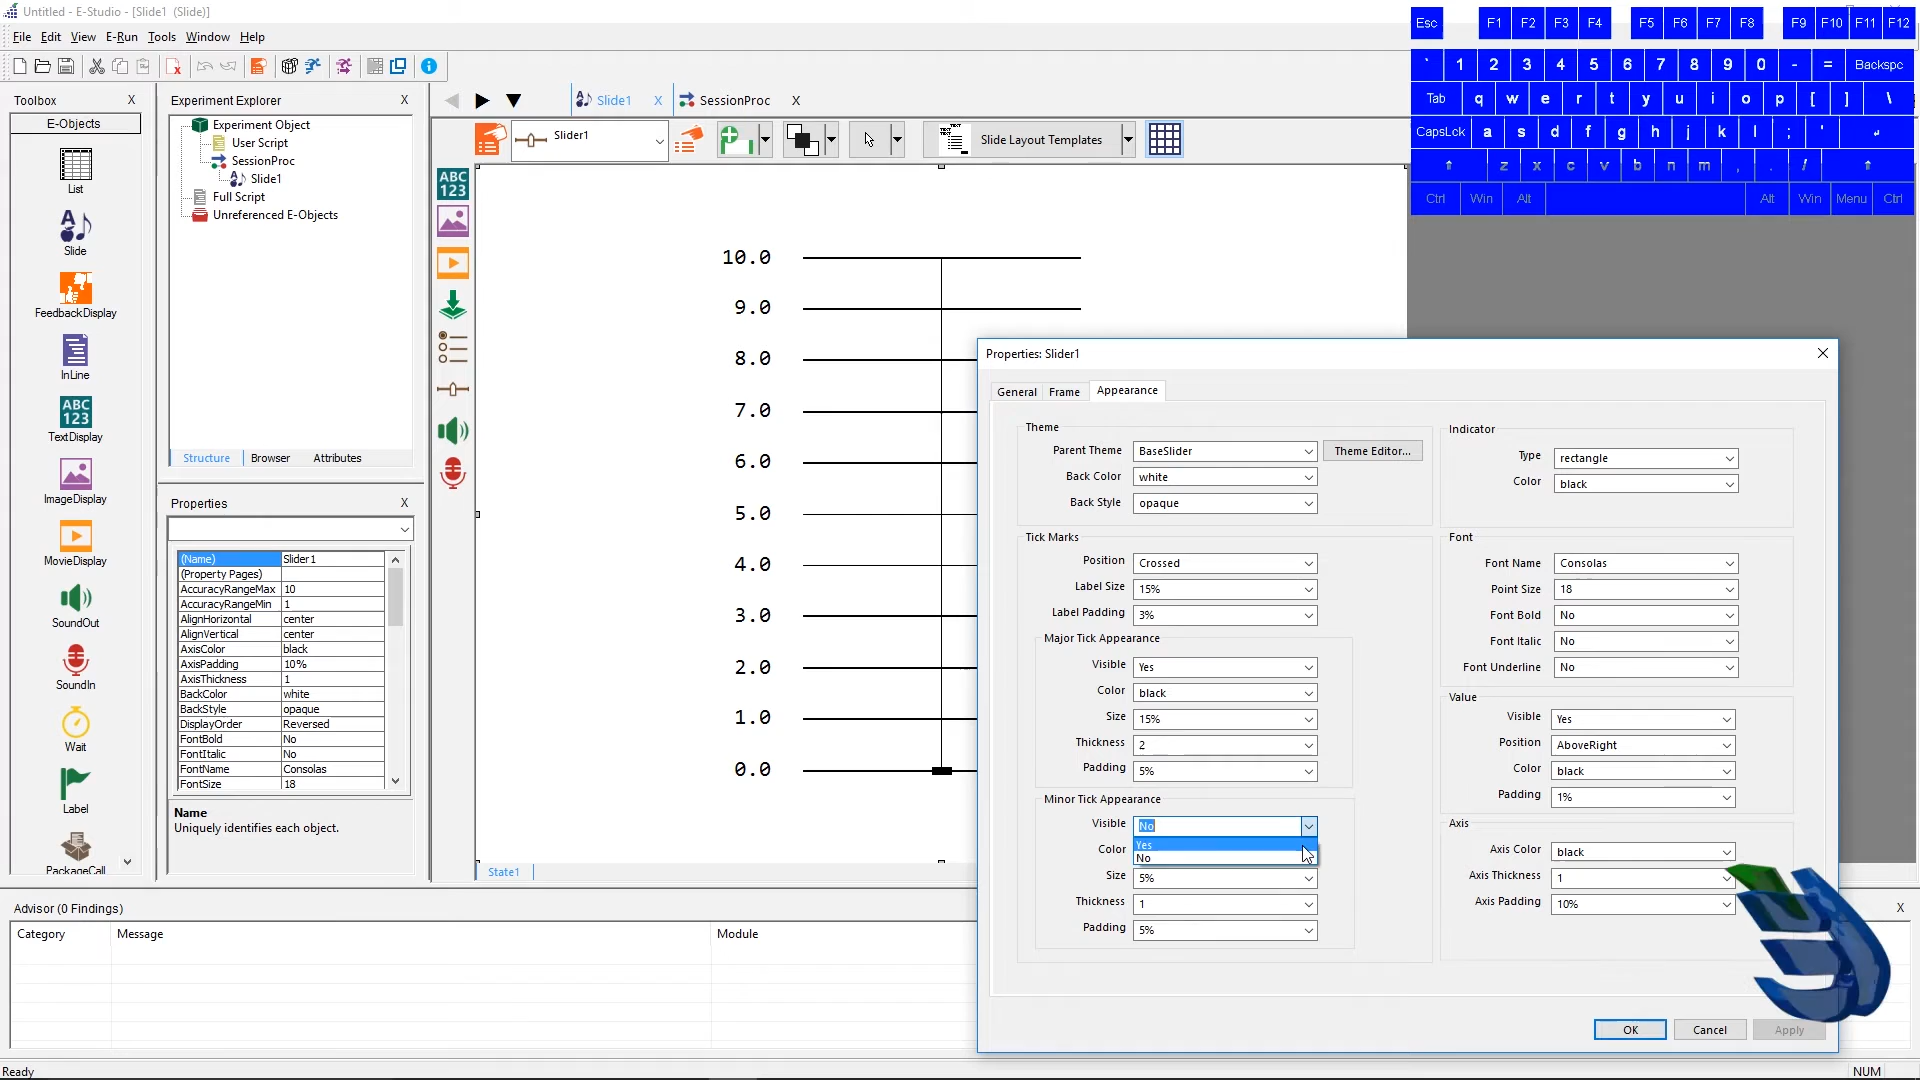 Untitled - E-Studio - [Slide1 (Slide)]
File Edit View E-Run Tools Window Help
Toolbox X
E-Objects
List
Slide
FeedbackDisplay
InLine
ABC
123
TextDisplay
ImageDisplay
MovieDisplay
SoundOut
SoundIn
Wait
Label
PackageCall
Experiment Explorer X
Experiment Object
User Script
SessionProc
Slide1
Full Script
Unreferenced E-Objects
Structure Browser Attributes
Properties X
(Name) Slider1
(Property Pages)
AccuracyRangeMax 10
AccuracyRangeMin 1
AlignHorizontal center
AlignVertical center
AxisColor black
AxisPadding 10%
AxisThickness 1
BackColor white
BackStyle opaque
DisplayOrder Reversed
FontBold No
FontItalic No
FontName Consolas
FontSize 18
Name
Uniquely identifies each object.
Slide1 X SessionProc X
Slider1
TEXT TEXT
Slide Layout Templates
ABC
123
10.0
9.0
8.0
7.0
6.0
5.0
4.0
3.0
2.0
1.0
0.0
State1
Properties: Slider1
General Frame Appearance
Theme
Parent Theme BaseSlider Theme Editor...
Back Color white
Back Style opaque
Tick Marks
Position Crossed
Label Size 15%
Label Padding 3%
Major Tick Appearance
Visible Yes
Color black
Size 15%
Thickness 2
Padding 5%
Minor Tick Appearance
Visible No
Yes
Color No
Size 5%
Thickness 1
Padding 5%
Indicator
Type rectangle
Color black
Font
Font Name Consolas
Point Size 18
Font Bold No
Font Italic No
Font Underline No
Value
Visible Yes
Position AboveRight
Color black
Padding 1%
Axis
Axis Color black
Axis Thickness 1
Axis Padding 10%
OK Cancel Apply
Advisor (0 Findings) X
Category Message Module
Ready NUM
Esc F1 F2 F3 F4 F5 F6 F7 F8 F9 F10 F11 F12
` 1 2 3 4 5 6 7 8 9 0 - = Backspc
Tab q w e r t y u i o p [ ] \
CapsLck a s d f g h j k l ; '
z x c v b n m , . /
Ctrl Win Alt Alt Win Menu Ctrl